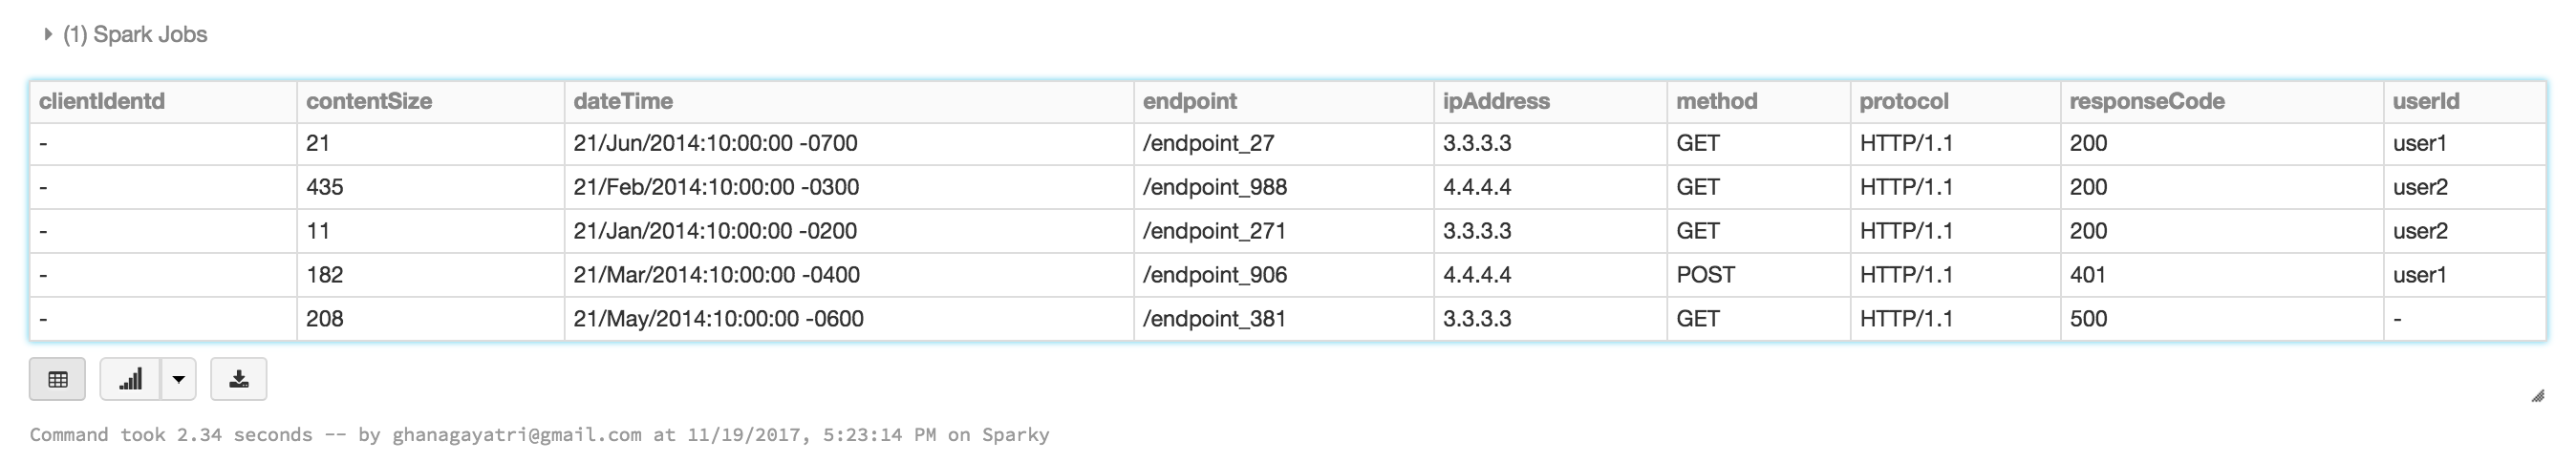 (1) Spark Jobs
clientIdentd contentSize dateTime endpoint ipAddress method protocol responseCode userId
- 21 21/Jun/2014:10:00:00 -0700 /endpoint_27 3.3.3.3 GET HTTP/1.1 200 user1
- 435 21/Feb/2014:10:00:00 -0300 /endpoint_988 4.4.4.4 GET HTTP/1.1 200 user2
- 11 21/Jan/2014:10:00:00 -0200 /endpoint_271 3.3.3.3 GET HTTP/1.1 200 user2
- 182 21/Mar/2014:10:00:00 -0400 /endpoint_906 4.4.4.4 POST HTTP/1.1 401 user1
- 208 21/May/2014:10:00:00 -0600 /endpoint_381 3.3.3.3 GET HTTP/1.1 500 -
Command took 2.34 seconds -- by ghanagayatri@gmail.com at 11/19/2017, 5:23:14 PM on Sparky